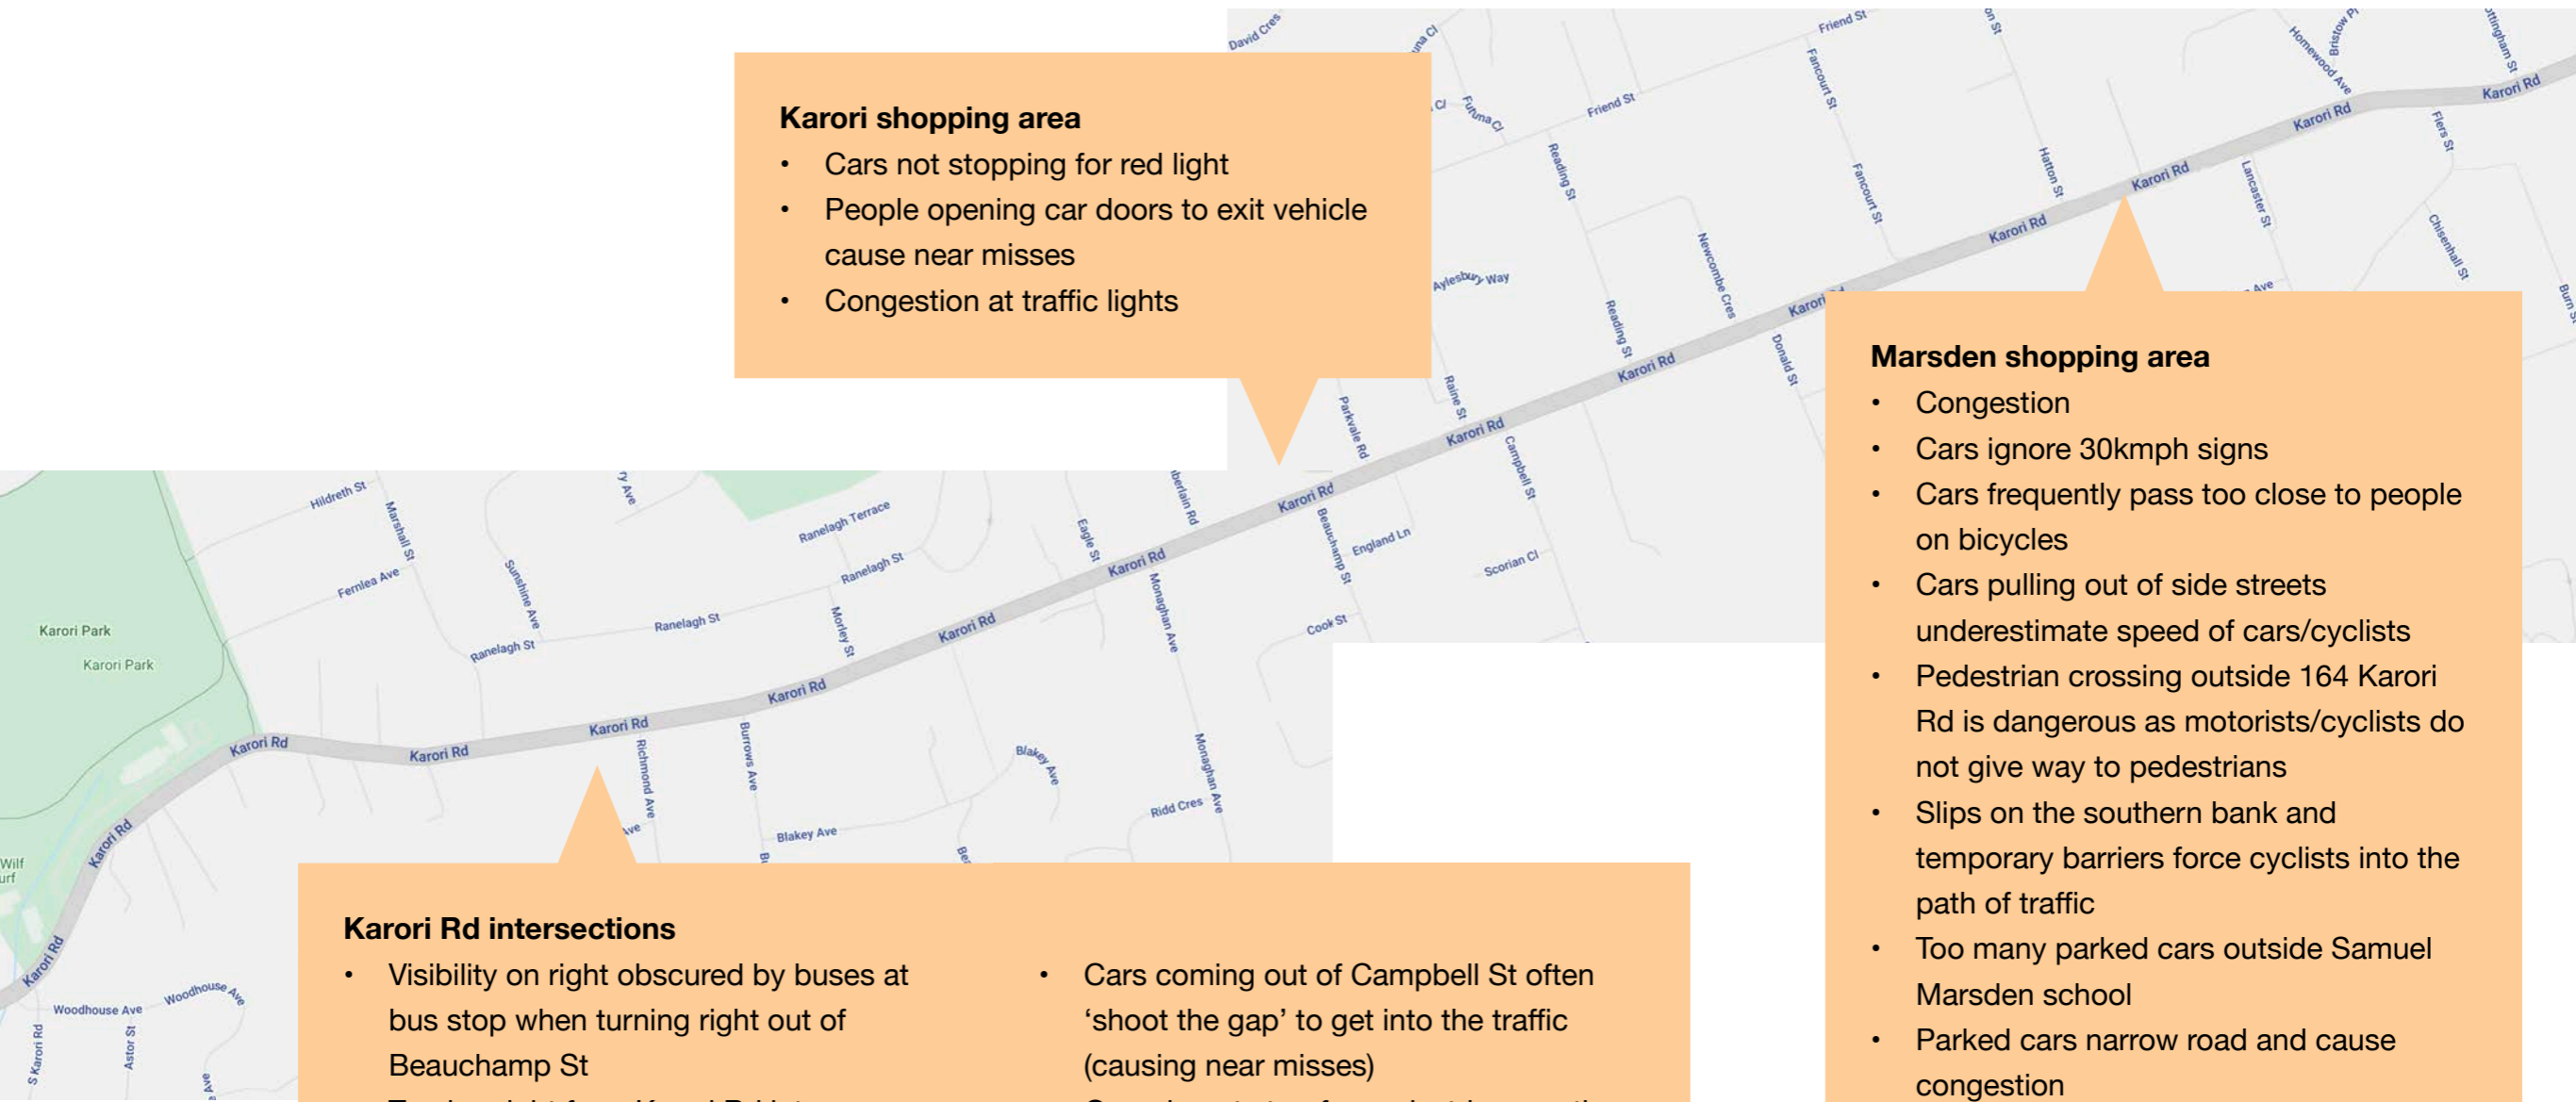 David Cres
Friend St
Bristow Pl
Homewood Ave
Karori Rd
Karori shopping area
• Cars not stopping for red light
• People opening car doors to exit vehicle
cause near misses
• Congestion at traffic lights
Futuna Cl
Friend St
Fancourt St
Karori Rd
Flers St
Reading St
Fancourt St
Hatton St
Karori Rd
Lancaster St
Karori Rd
Chisenhall St
Aylesbury Way
Newcombe Cres
Ave
Reading St
Donald St
Karori Rd
Raine St
Parkvale Rd
Karori Rd
Campbell St
Karori Rd
Beauchamp St
England Ln
Scorian Cl
Cook St
Marsden shopping area
• Congestion
• Cars ignore 30kmph signs
• Cars frequently pass too close to people
on bicycles
• Cars pulling out of side streets
underestimate speed of cars/cyclists
• Pedestrian crossing outside 164 Karori
Rd is dangerous as motorists/cyclists do
not give way to pedestrians
• Slips on the southern bank and
temporary barriers force cyclists into the
path of traffic
• Too many parked cars outside Samuel
Marsden school
• Parked cars narrow road and cause
congestion
Hildreth St
Marshall St
Fernlea Ave
Sunshine Ave
Ranelagh Terrace
Ranelagh St
Eagle St
Karori Rd
Monaghan Ave
Karori Park
Karori Park
Ranelagh St
Ranelagh St
Morley St
Karori Rd
Karori Rd
Karori Rd
Karori Rd
Karori Rd
Richmond Ave
Burrows Ave
Blakey Ave
Monaghan Ave
Ridd Cres
Blakey Ave
Ave
Karori Rd
Wilf
Karori Rd
Woodhouse Ave
Woodhouse Ave
S Karori Rd
Astor St
Ave
Karori Rd intersections
• Visibility on right obscured by buses at
bus stop when turning right out of
Beauchamp St
• Cars coming out of Campbell St often
‘shoot the gap’ to get into the traffic
(causing near misses)